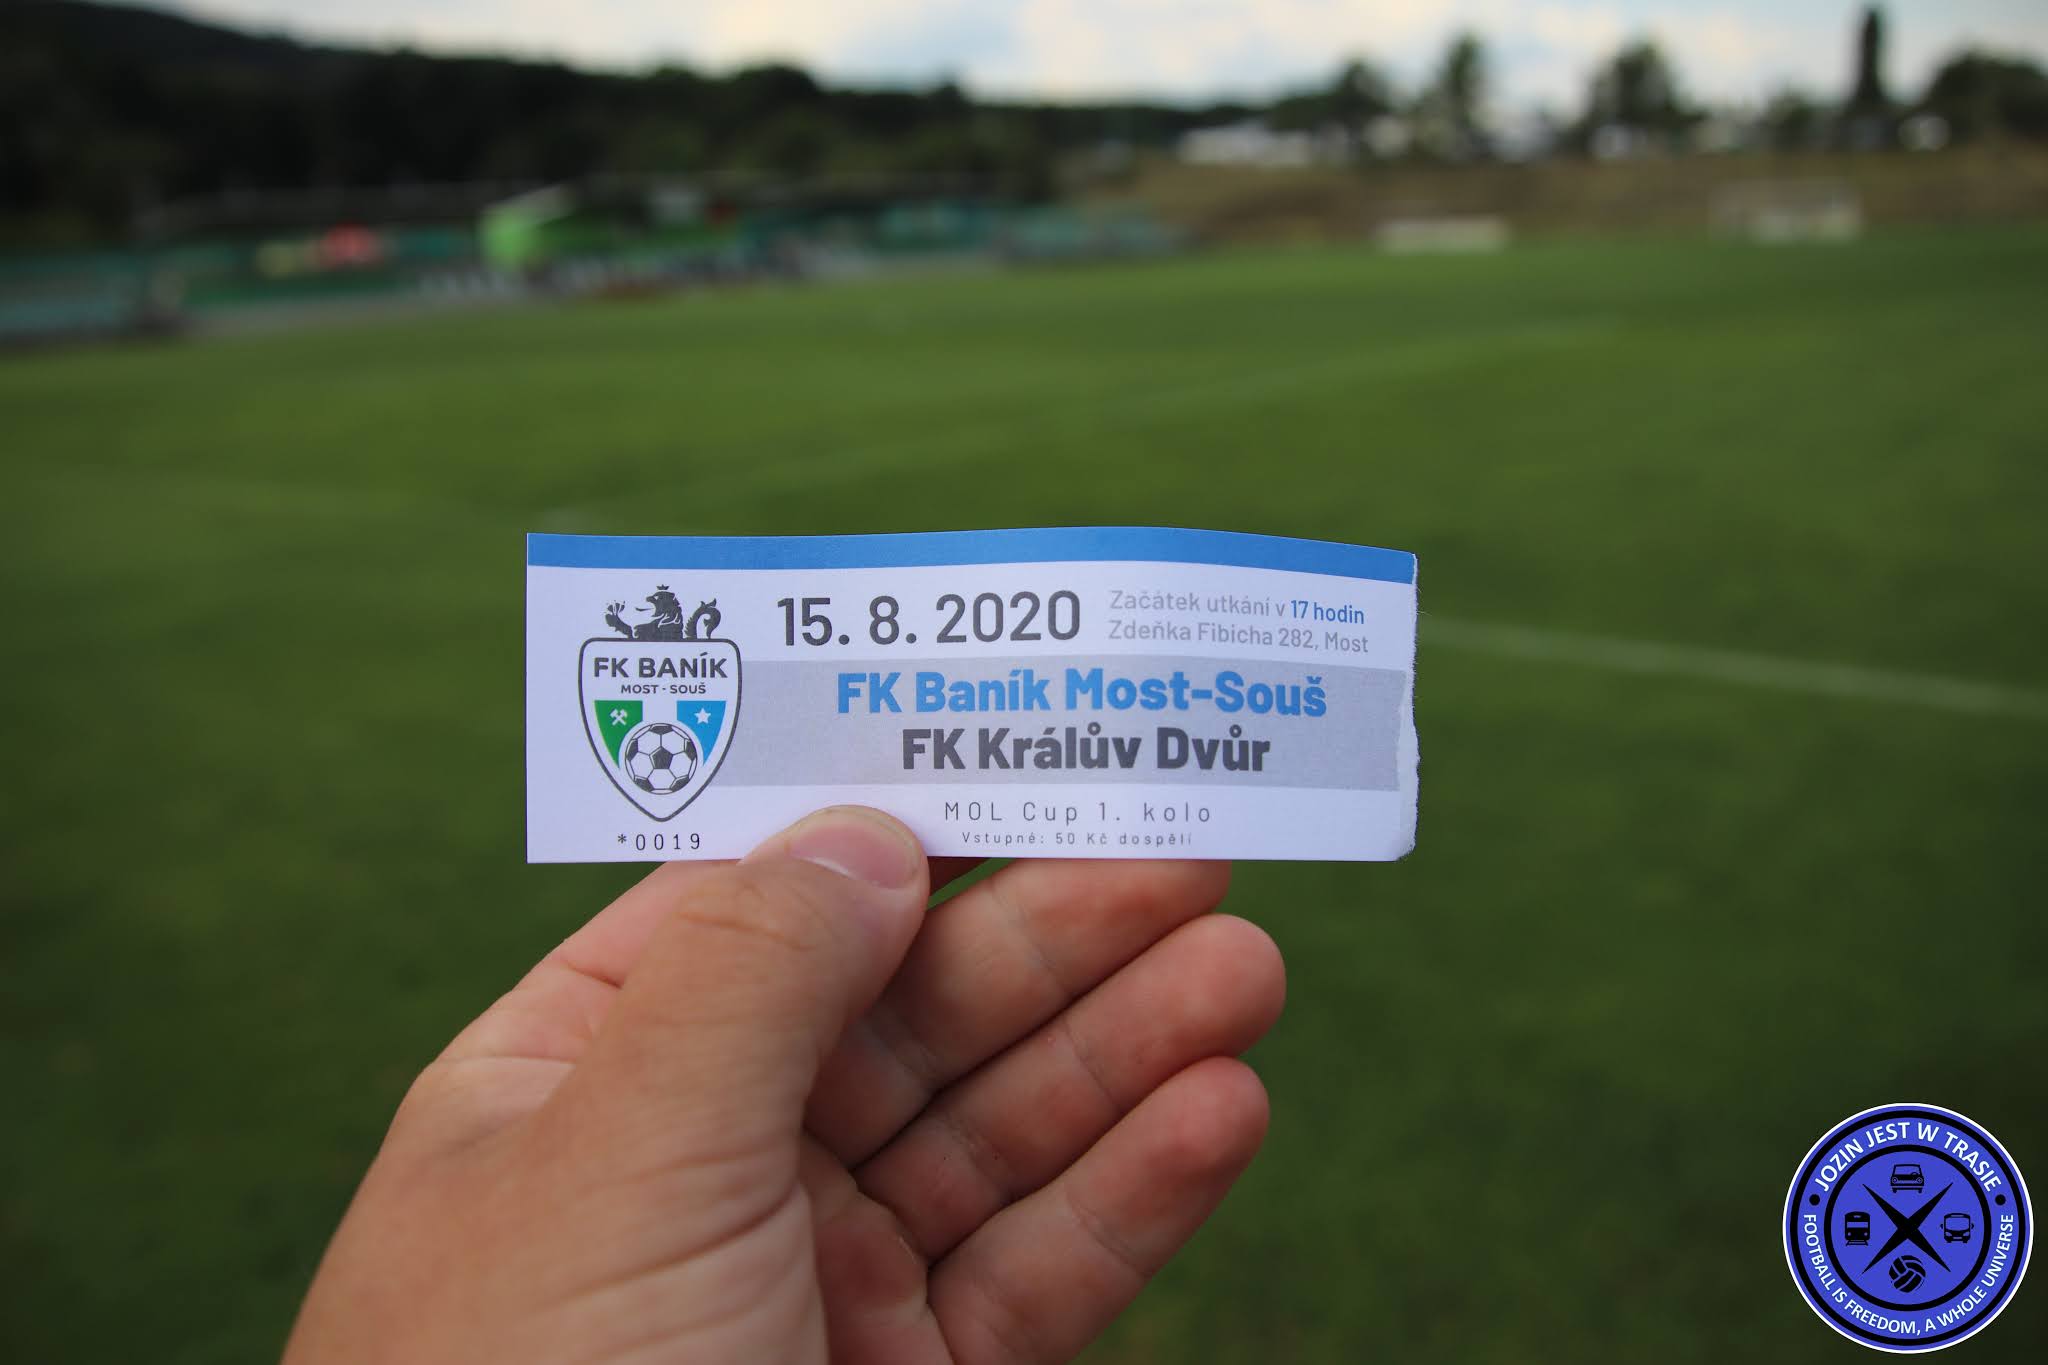 15. 8. 2020
Začátek utkání v 17 hodin
Zdeňka Fibicha 282, Most
FK BANÍK
MOST - SOUŠ
FK Baník Most-Souš
FK Králův Dvůr
MOL Cup 1. kolo
Vstupné: 50 Kč dospělí
*0019
JOZIN JEST W TRASIE
FOOTBALL IS FREEDOM, A WHOLE UNIVERSE